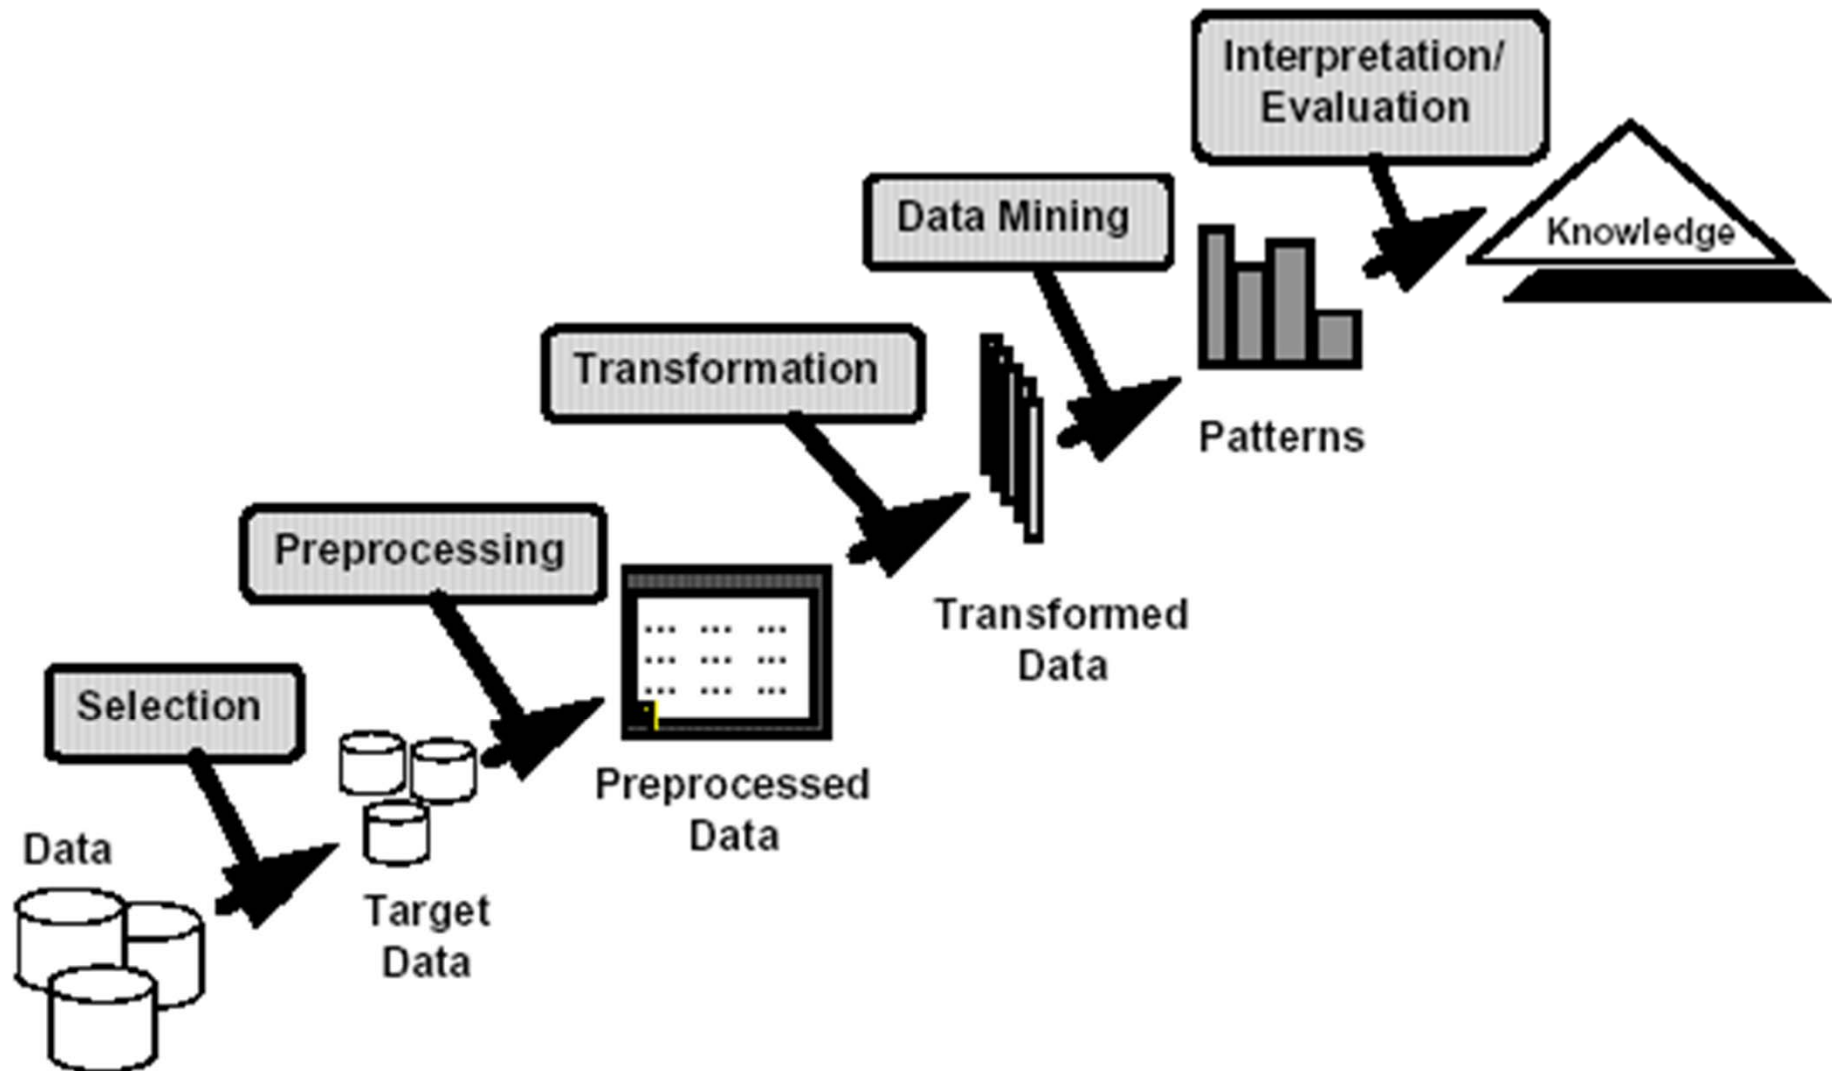 Interpretation/
Evaluation
Knowledge
Data Mining
Patterns
Transformation
Transformed
Data
Preprocessing
Preprocessed
Data
Selection
Target
Data
Data